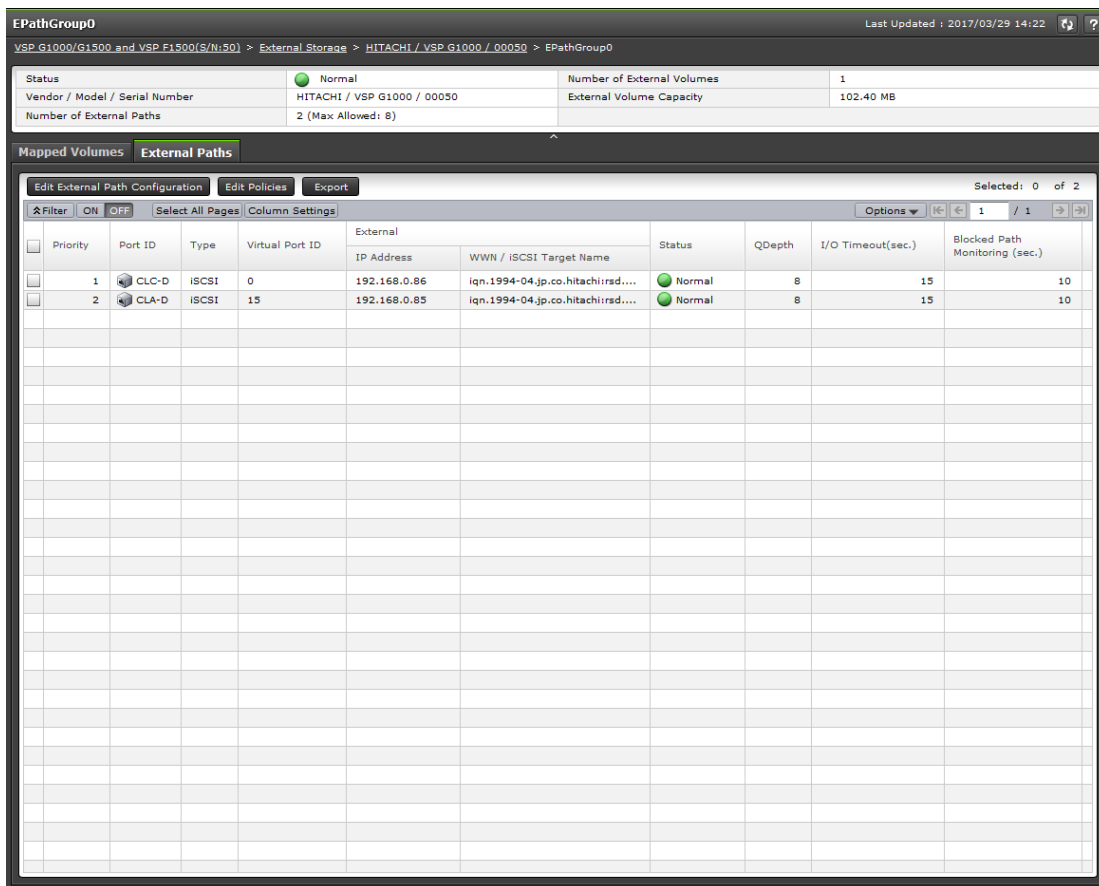 EPathGroup0 Last Updated : 2017/03/29 14:22 ?
VSP G1000/G1500 and VSP F1500(S/N:50) > External Storage > HITACHI / VSP G1000 / 00050 > EPathGroup0
Status Normal Number of External Volumes 1
Vendor / Model / Serial Number HITACHI / VSP G1000 / 00050 External Volume Capacity 102.40 MB
Number of External Paths 2 (Max Allowed: 8)
Mapped Volumes External Paths
Edit External Path Configuration Edit Policies Export Selected: 0 of 2
Filter ON OFF Select All Pages Column Settings Options 1 / 1
Priority Port ID Type Virtual Port ID External Status QDepth I/O Timeout(sec.) Blocked Path
Monitoring (sec.)
IP Address WWN / iSCSI Target Name
1 CLC-D iSCSI 0 192.168.0.86 iqn.1994-04.jp.co.hitachi:rsd.... Normal 8 15 10
2 CLA-D iSCSI 15 192.168.0.85 iqn.1994-04.jp.co.hitachi:rsd.... Normal 8 15 10